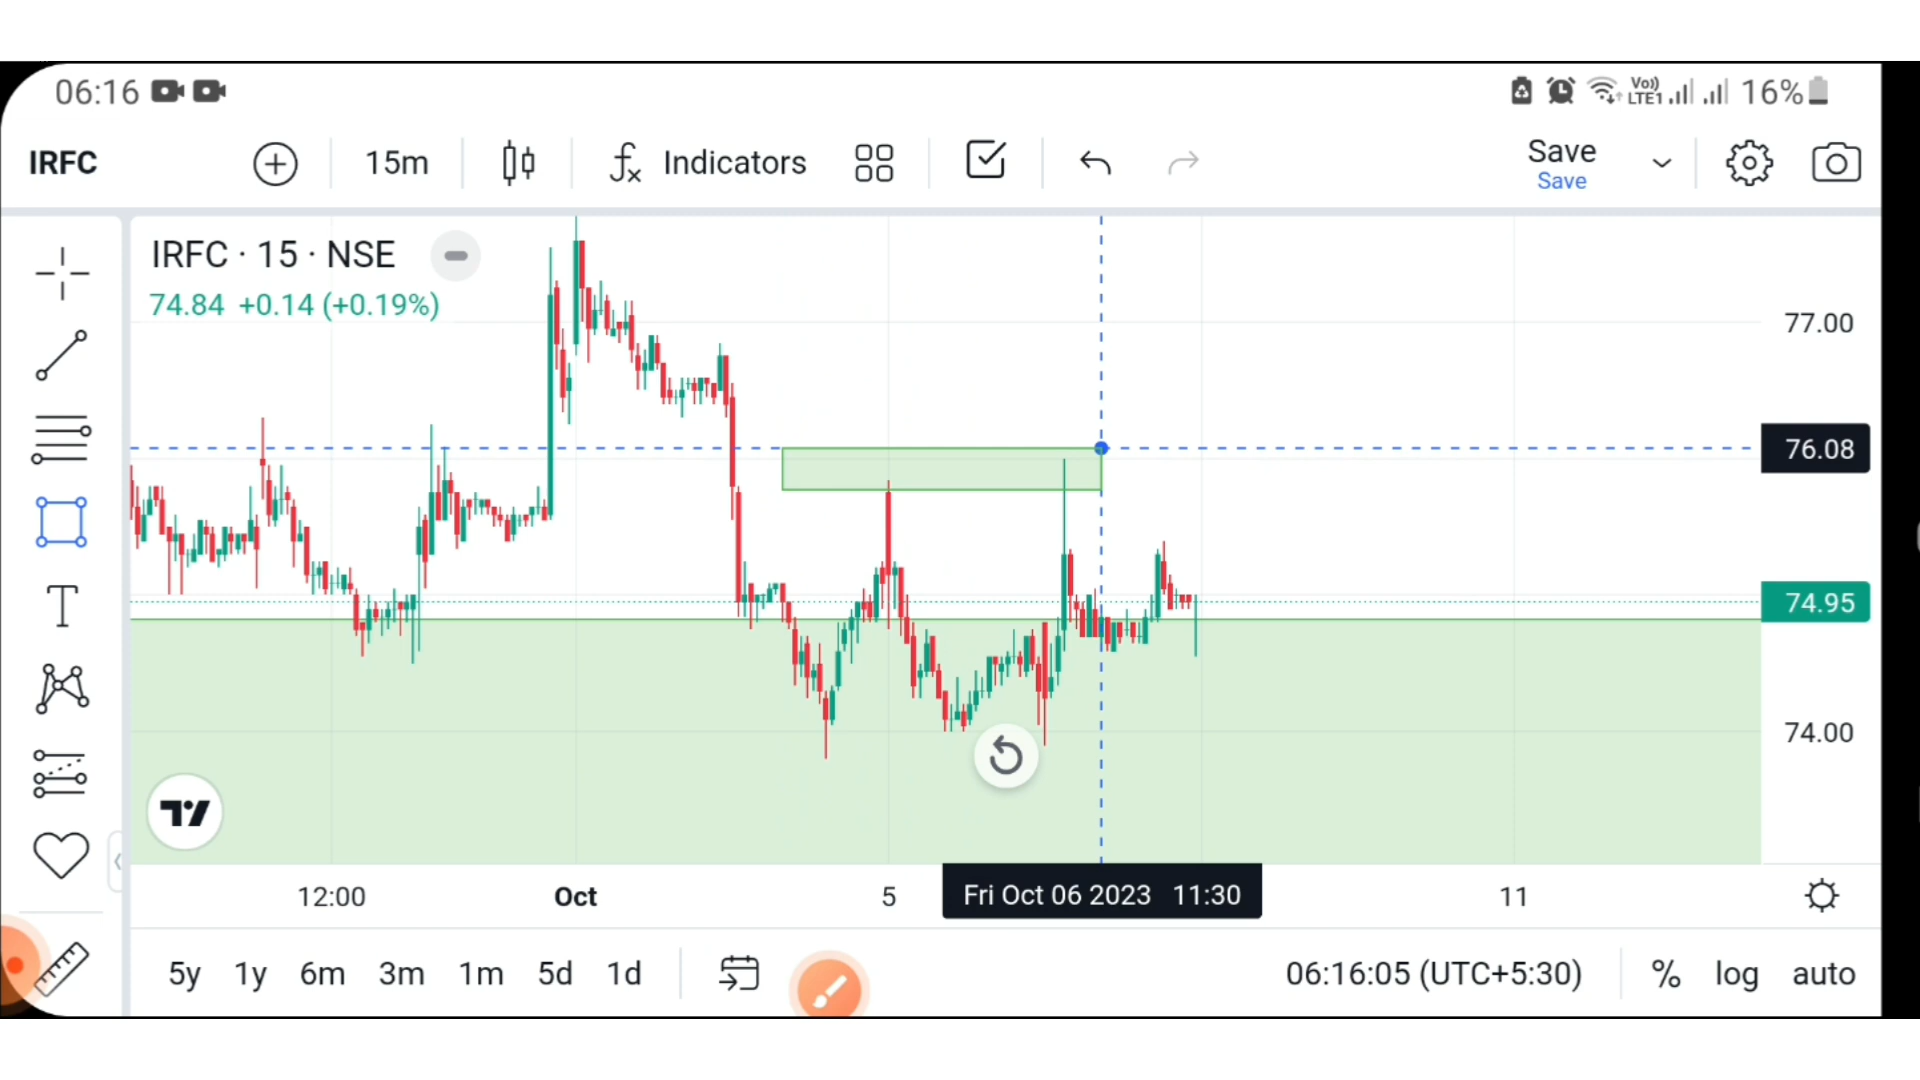 06:16 Vo)) LTE1 16%
IRFC 15m Indicators Save
Save
IRFC · 15 · NSE
74.84 +0.14 (+0.19%)
77.00
76.08
74.95
74.00
12:00 Oct 5 Fri Oct 06 2023 11:30 11
5y 1y 6m 3m 1m 5d 1d 06:16:05 (UTC+5:30) % log auto